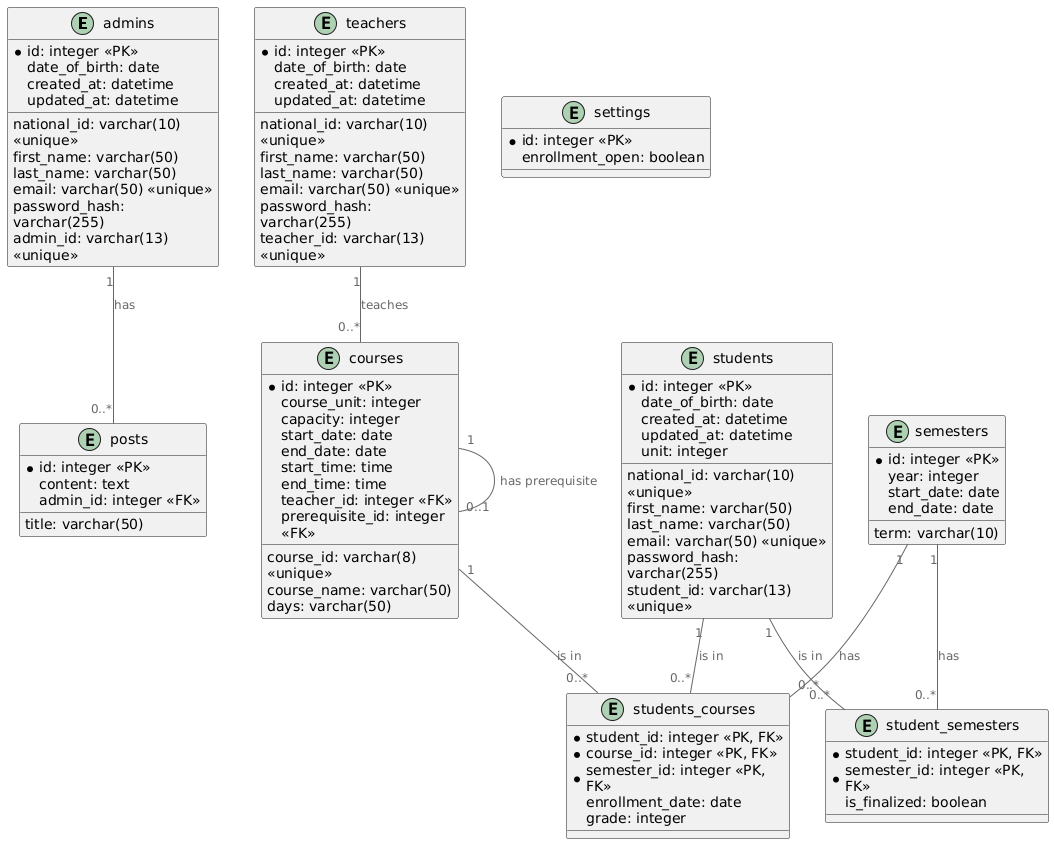 E admins
id: integer «PK»
date_of_birth: date
created_at: datetime
updated_at: datetime
national_id: varchar(10)
«unique»
first_name: varchar(50)
last_name: varchar(50)
email: varchar(50) «unique»
password_hash:
varchar(255)
admin_id: varchar(13)
«unique»
E teachers
id: integer «PK»
date_of_birth: date
created_at: datetime
updated_at: datetime
national_id: varchar(10)
«unique»
first_name: varchar(50)
last_name: varchar(50)
email: varchar(50) «unique»
password_hash:
varchar(255)
teacher_id: varchar(13)
«unique»
E settings
id: integer «PK»
enrollment_open: boolean
1
has
0..*
1
teaches
0..*
E posts
id: integer «PK»
content: text
admin_id: integer «FK»
title: varchar(50)
E courses
id: integer «PK»
course_unit: integer
capacity: integer
start_date: date
end_date: date
start_time: time
end_time: time
teacher_id: integer «FK»
prerequisite_id: integer
«FK»
course_id: varchar(8)
«unique»
course_name: varchar(50)
days: varchar(50)
1
has prerequisite
0..1
E students
id: integer «PK»
date_of_birth: date
created_at: datetime
updated_at: datetime
unit: integer
national_id: varchar(10)
«unique»
first_name: varchar(50)
last_name: varchar(50)
email: varchar(50) «unique»
password_hash:
varchar(255)
student_id: varchar(13)
«unique»
E semesters
id: integer «PK»
year: integer
start_date: date
end_date: date
term: varchar(10)
1
is in
0..*
1
is in
0..*
1
is in
0..*
1
has
0..*
1
has
0..*
E students_courses
student_id: integer «PK, FK»
course_id: integer «PK, FK»
semester_id: integer «PK,
FK»
enrollment_date: date
grade: integer
E student_semesters
student_id: integer «PK, FK»
semester_id: integer «PK,
FK»
is_finalized: boolean